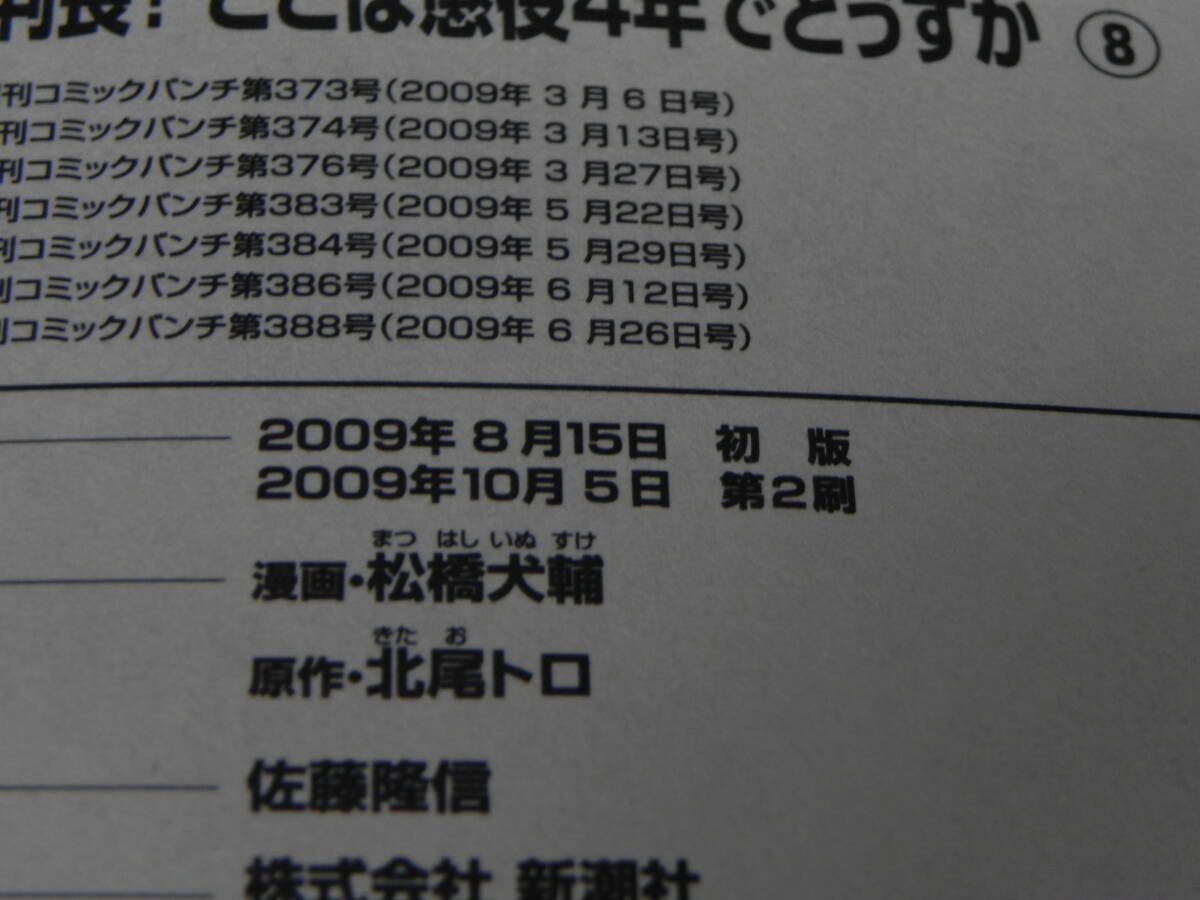 判長！ここは懲役4年でどうすか ⑧
刊コミックバンチ第373号(2009年 3 月 6 日号)
刊コミックバンチ第374号(2009年 3 月13日号)
刊コミックバンチ第376号(2009年 3 月27日号)
刊コミックバンチ第383号(2009年 5 月22日号)
刊コミックバンチ第384号(2009年 5 月29日号)
刊コミックバンチ第386号(2009年 6 月12日号)
刊コミックバンチ第388号(2009年 6 月26日号)
2009年 8 月15日 初 版
2009年10月 5 日 第2刷
まつ はし いぬ すけ
漫画・松橋犬輔
きた お
原作・北尾トロ
佐藤隆信
株式会社 新潮社